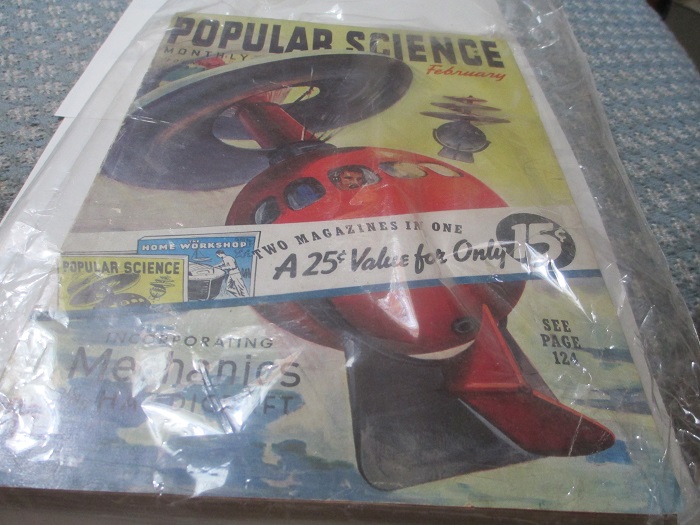 POPULAR SCIENCE
MONTHLY
February
TWO MAGAZINES IN ONE
A 25¢ Value for Only 15¢
HOME WORKSHOP
POPULAR SCIENCE
SEE
PAGE
124
INCORPORATING
Mechanics
& HANDICRAFT